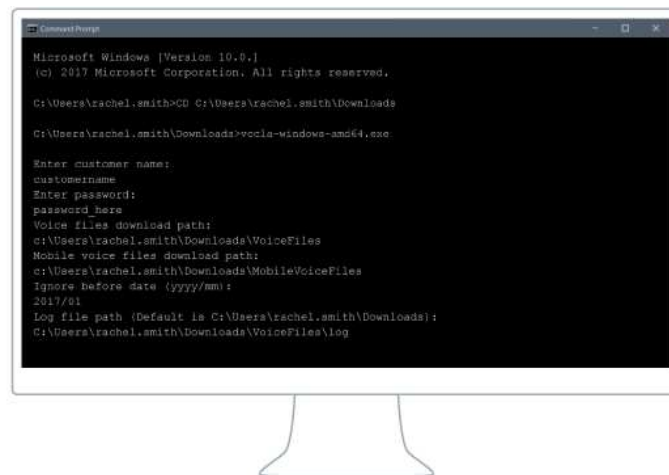 Command Prompt
Microsoft Windows [Version 10.0.]
(c) 2017 Microsoft Corporation. All rights reserved.
C:\Users\rachel.smith>CD C:\Users\rachel.smith\Downloads
C:\Users\rachel.smith\Downloads>vccla-windows-amd64.exe
Enter customer name:
customername
Enter password:
password_here
Voice files download path:
c:\Users\rachel.smith\Downloads\VoiceFiles
Mobile voice files download path:
c:\Users\rachel.smith\Downloads\MobileVoiceFiles
Ignore before date (yyyy/mm):
2017/01
Log file path (Default is C:\Users\rachel.smith\Downloads):
C:\Users\rachel.smith\Downloads\VoiceFiles\log